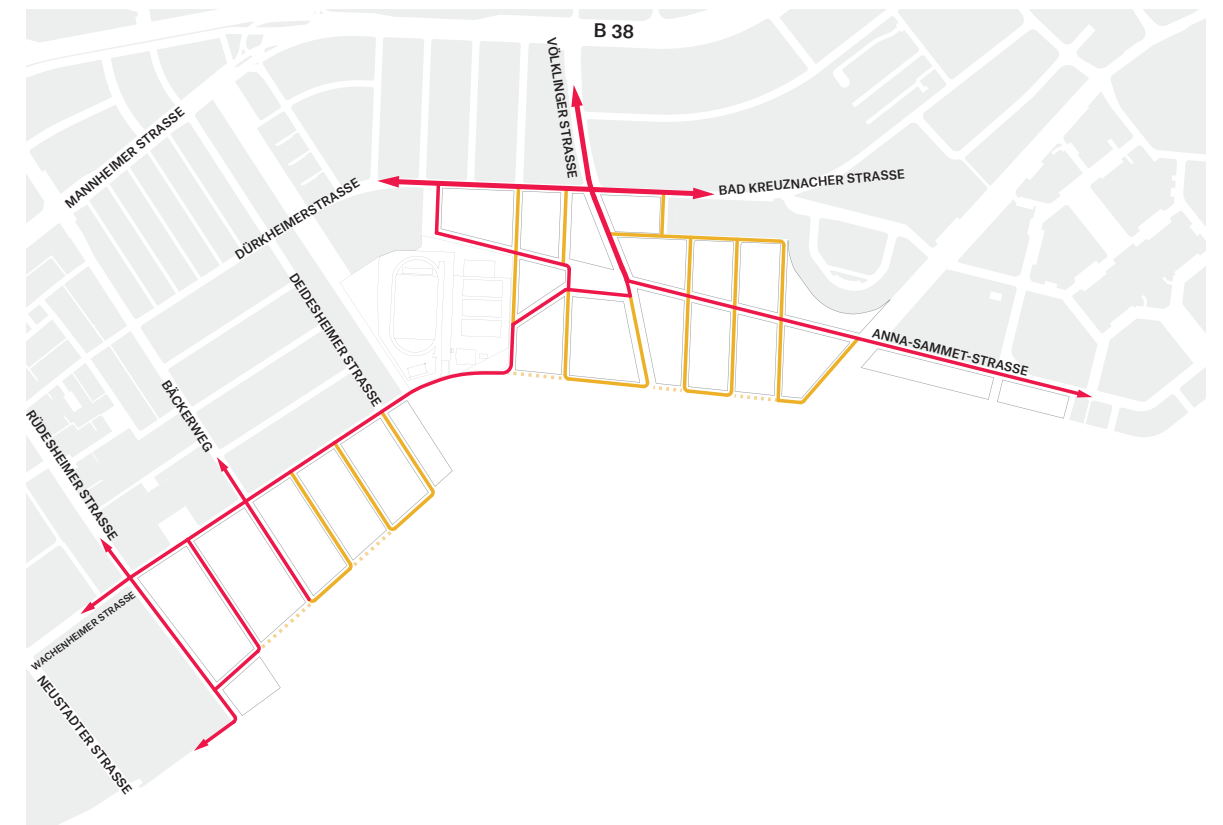 B 38
VÖLKLINGER STRASSE
MANNHEIMER STRASSE
BAD KREUZNACHER STRASSE
DÜRKHEIMERSTRASSE
DEIDESHEIMER STRASSE
ANNA-SAMMET-STRASSE
BÄCKERWEG
RÜDESHEIMER STRASSE
WACHENHEIMER STRASSE
NEUSTADTER STRASSE